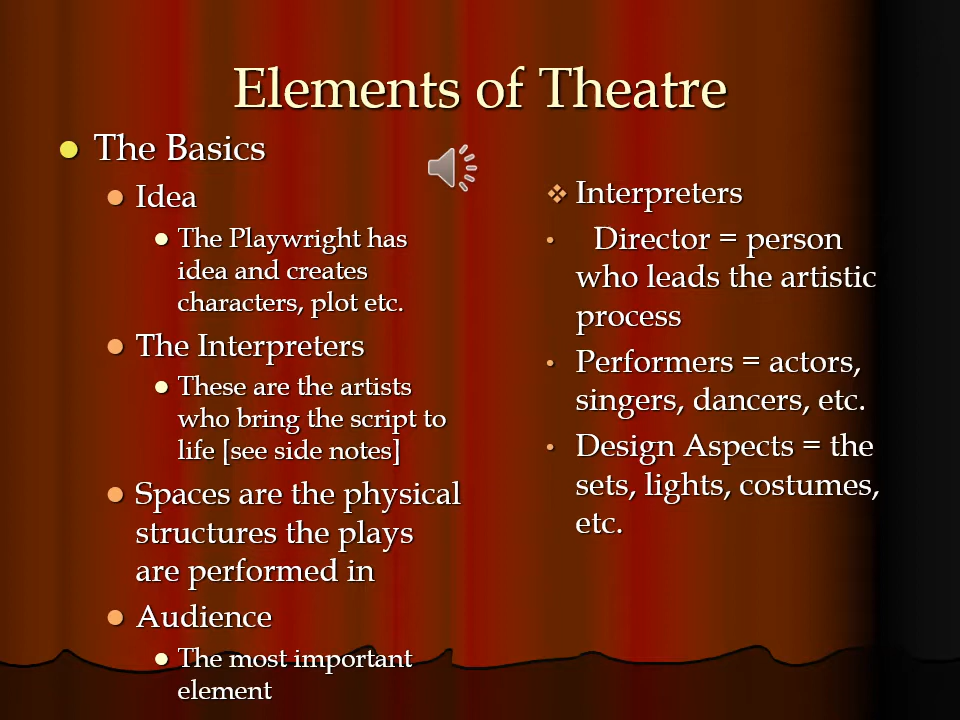 Elements of Theatre
The Basics
Idea
The Playwright has
idea and creates
characters, plot etc.
The Interpreters
These are the artists
who bring the script to
life [see side notes]
Spaces are the physical
structures the plays
are performed in
Audience
The most important
element
Interpreters
Director = person
who leads the artistic
process
Performers = actors,
singers, dancers, etc.
Design Aspects = the
sets, lights, costumes,
etc.